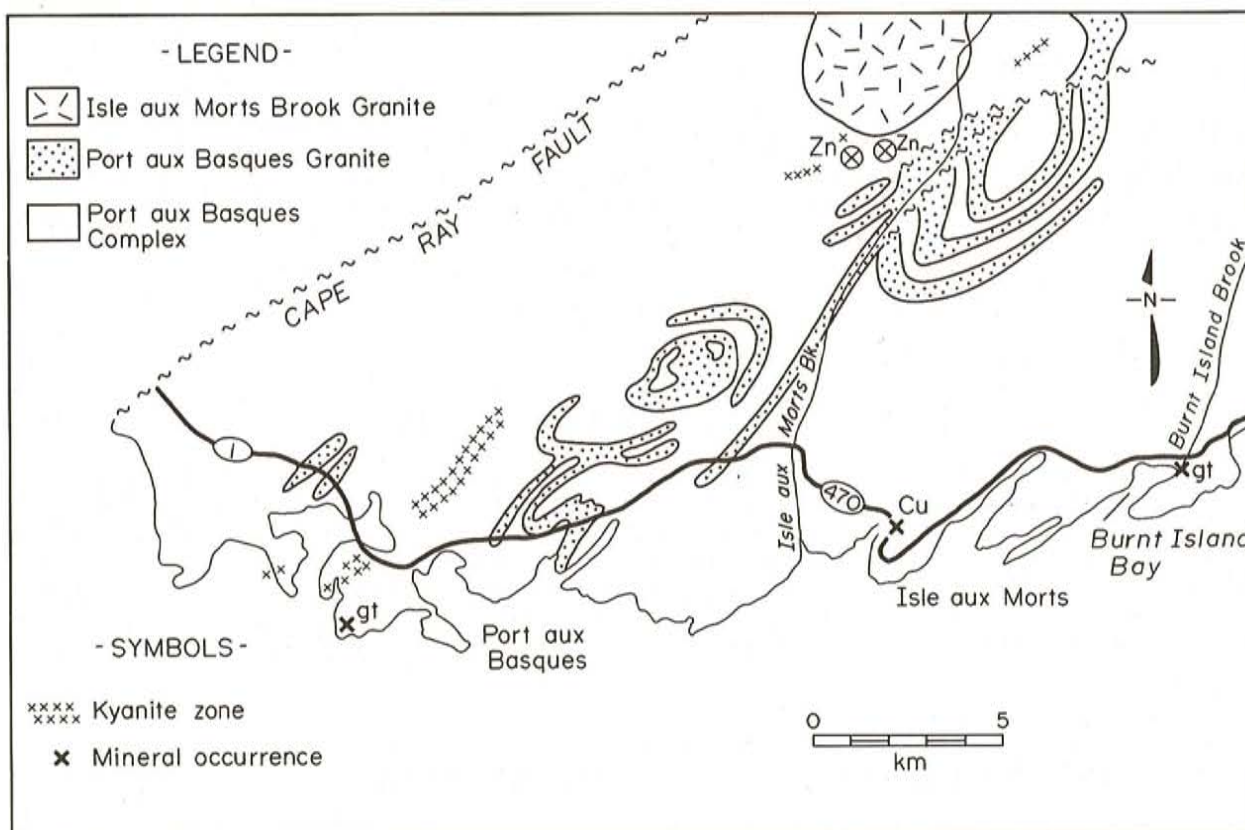 - LEGEND -
Isle aux Morts Brook Granite
Port aux Basques Granite
Port aux Basques
Complex
CAPE
RAY
FAULT
Zn
Zn
1
gt
Port aux
Basques
Isle aux
Morts Bk.
470
Cu
Isle aux Morts
-N-
Burnt Island Brook
gt
Burnt Island
Bay
- SYMBOLS -
Kyanite zone
Mineral occurrence
0
5
km